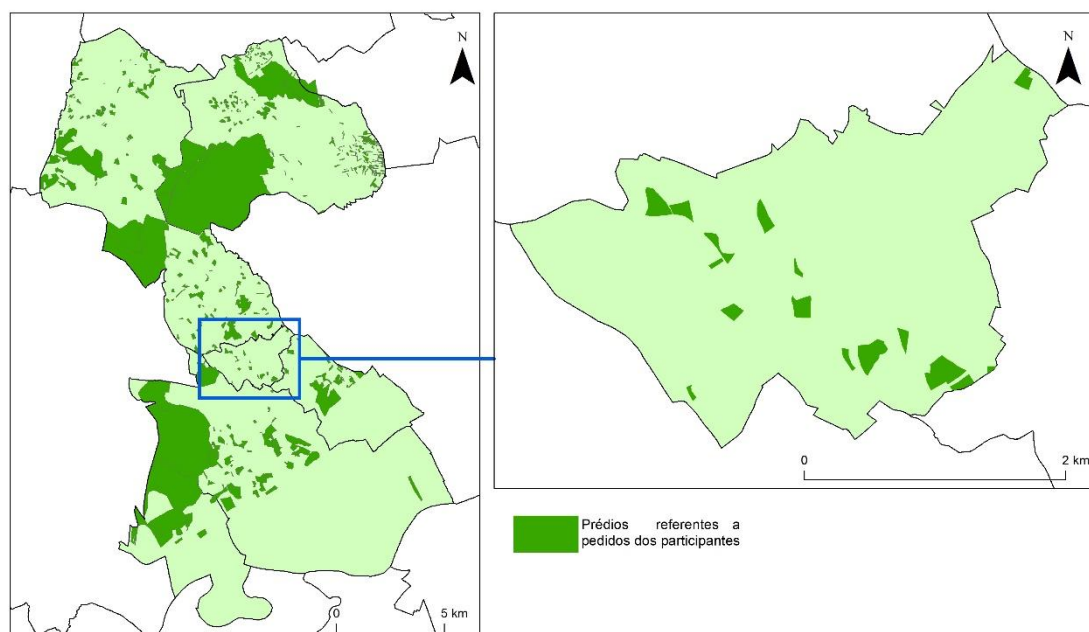 N
N
0
2 km
Prédios referentes a
pedidos dos participantes
0
5 km